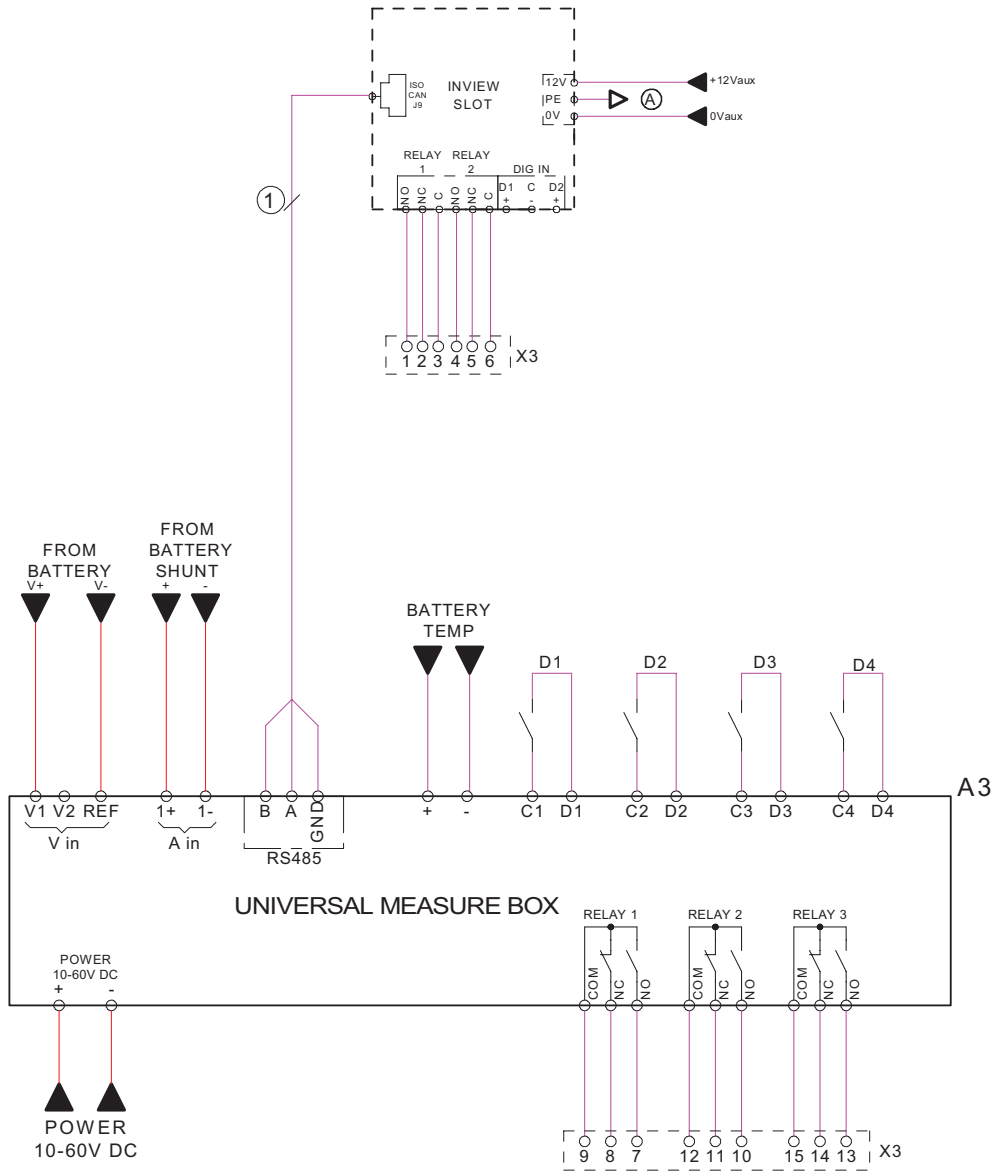 INVIEW
SLOT
ISO
CAN
J9
12V
PE
0V
+12Vaux
A
0Vaux
RELAY RELAY
1 2
DIG IN
NO NC C NO NC C
D1 C D2
+ - +
1
1 2 3 4 5 6 X3
FROM
BATTERY
V+ V-
FROM
BATTERY
SHUNT
+ -
BATTERY
TEMP
D1 D2 D3 D4
A3
V1 V2 REF 1+ 1- B A GND + - C1 D1 C2 D2 C3 D3 C4 D4
V in A in
RS485
UNIVERSAL MEASURE BOX
RELAY 1 RELAY 2 RELAY 3
COM NC NO COM NC NO COM NC NO
POWER
10-60V DC
+ -
POWER
10-60V DC
9 8 7 12 11 10 15 14 13 X3